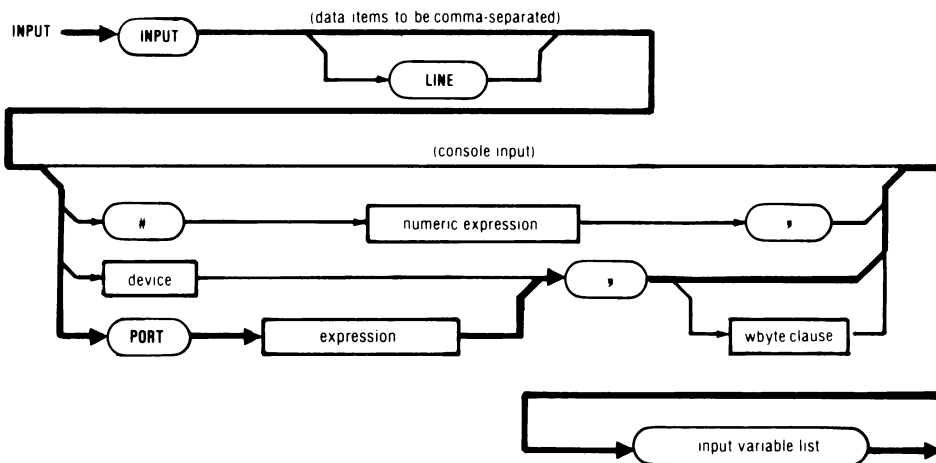 (data items to be comma-separated)
INPUT INPUT
LINE
(console input)
# numeric expression ,
device ,
PORT expression wbyte clause
input variable list